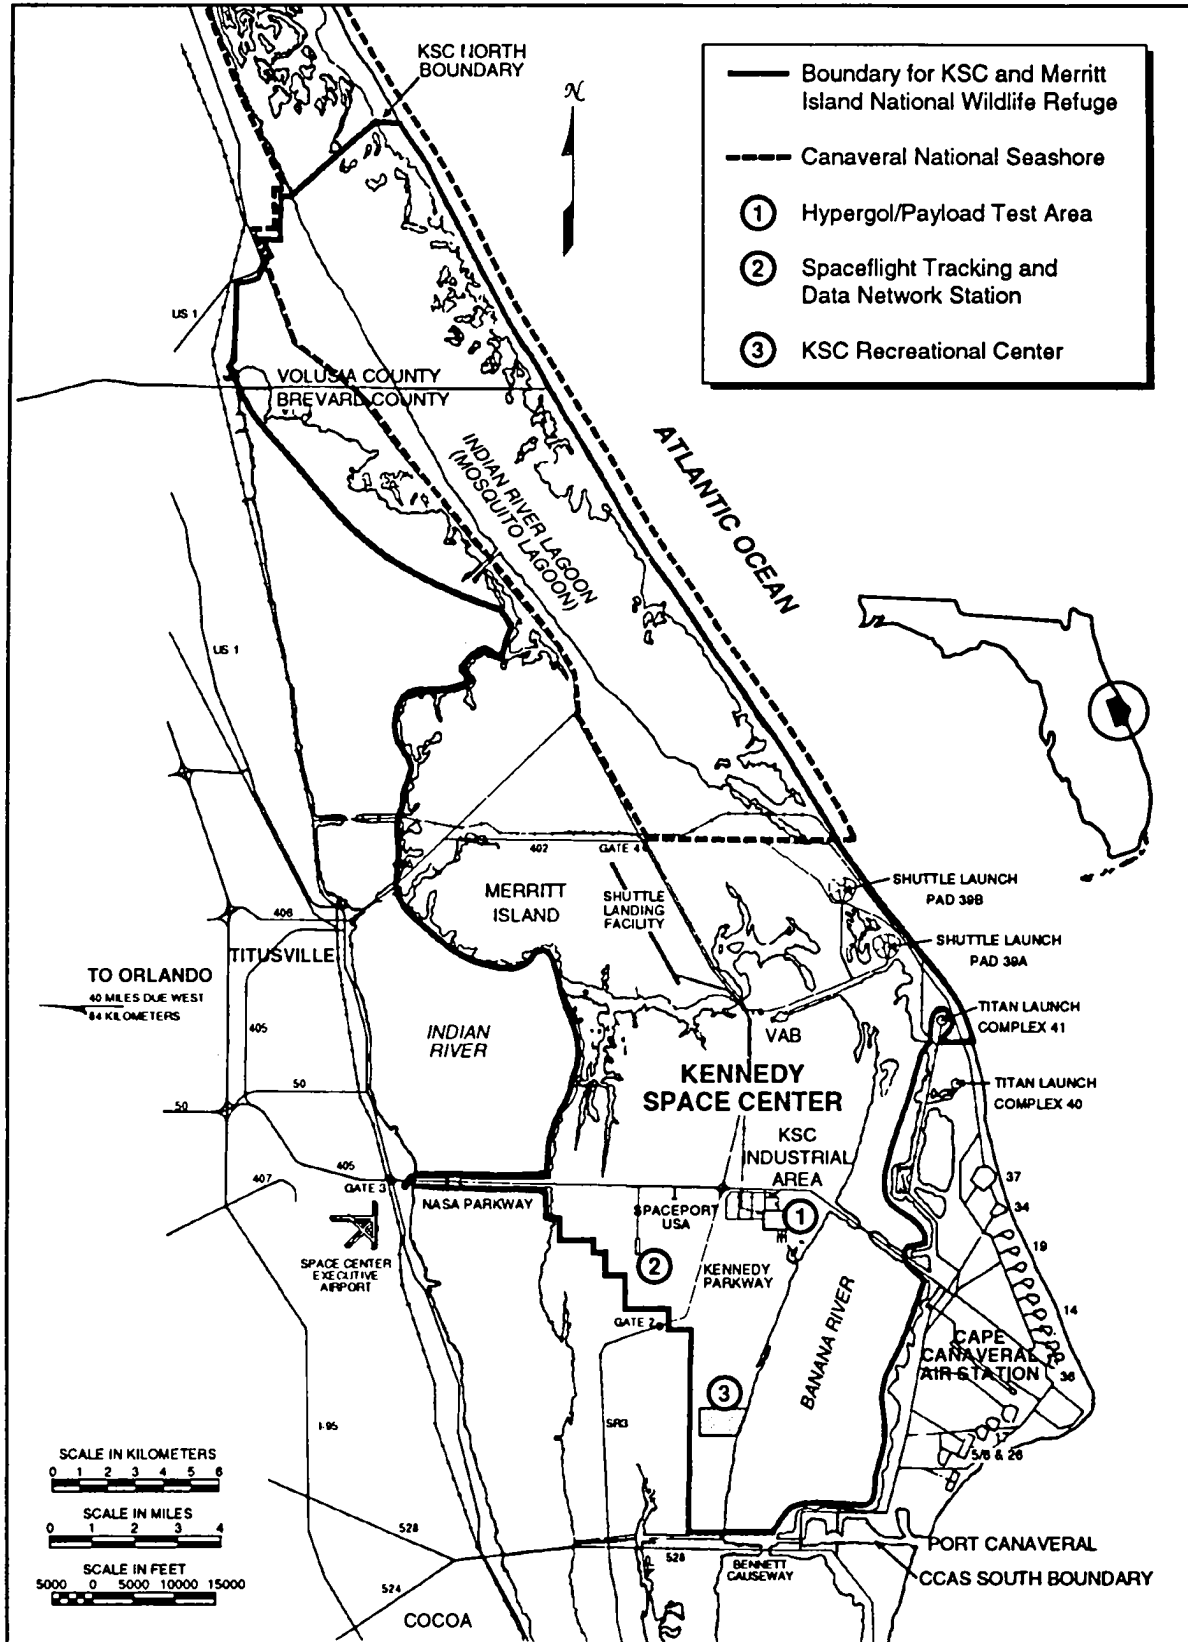 KSC NORTH
BOUNDARY
N
Boundary for KSC and Merritt
Island National Wildlife Refuge
Canaveral National Seashore
1 Hypergol/Payload Test Area
2 Spaceflight Tracking and
Data Network Station
3 KSC Recreational Center
US 1
VOLUSIA COUNTY
BREVARD COUNTY
INDIAN RIVER LAGOON
(MOSQUITO LAGOON)
ATLANTIC OCEAN
US 1
402
GATE 4
MERRITT
ISLAND
SHUTTLE
LANDING
FACILITY
SHUTTLE LAUNCH
PAD 39B
SHUTTLE LAUNCH
PAD 39A
406
TITUSVILLE
TO ORLANDO
40 MILES DUE WEST
64 KILOMETERS
405
INDIAN
RIVER
VAB
TITAN LAUNCH
COMPLEX 41
KENNEDY
SPACE CENTER
TITAN LAUNCH
COMPLEX 40
50
50
KSC
INDUSTRIAL
AREA
405
407
GATE 3
NASA PARKWAY
SPACEPORT
USA
1
37
34
19
14
36
SPACE CENTER
EXECUTIVE
AIRPORT
2
KENNEDY
PARKWAY
GATE 2
BANANA RIVER
CAPE
CANAVERAL
AIR STATION
3
I-95
SR3
17
5/6 & 26
SCALE IN KILOMETERS
0 1 2 3 4 5 6
SCALE IN MILES
0 1 2 3 4
SCALE IN FEET
5000 0 5000 10000 15000
528
528
524
COCOA
BENNETT
CAUSEWAY
PORT CANAVERAL
CCAS SOUTH BOUNDARY